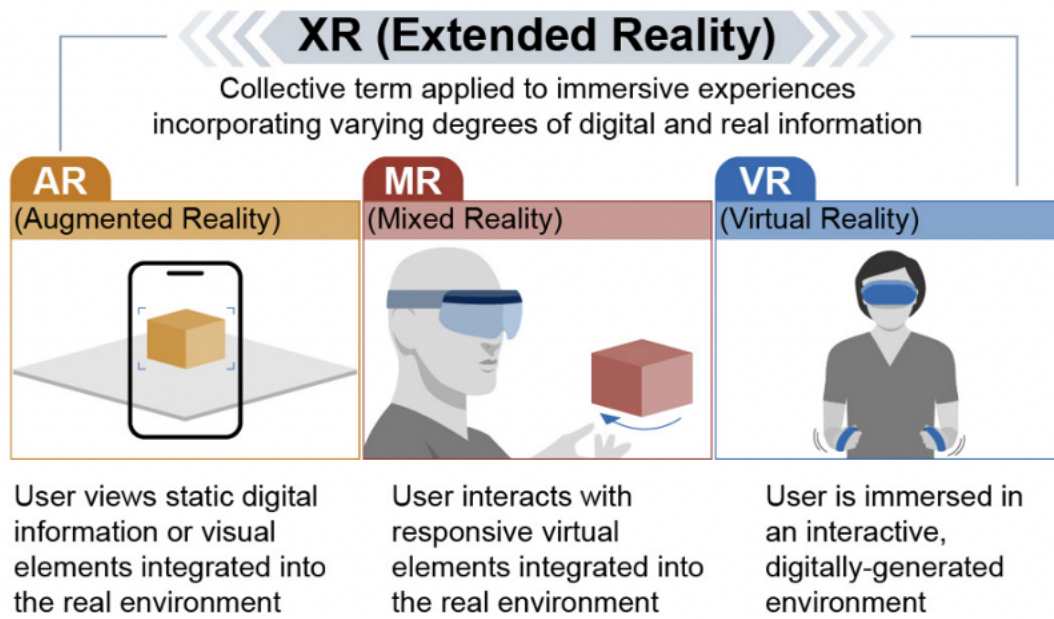 XR (Extended Reality)
Collective term applied to immersive experiences
incorporating varying degrees of digital and real information
AR
(Augmented Reality)
User views static digital
information or visual
elements integrated into
the real environment
MR
(Mixed Reality)
User interacts with
responsive virtual
elements integrated into
the real environment
VR
(Virtual Reality)
User is immersed in
an interactive,
digitally-generated
environment